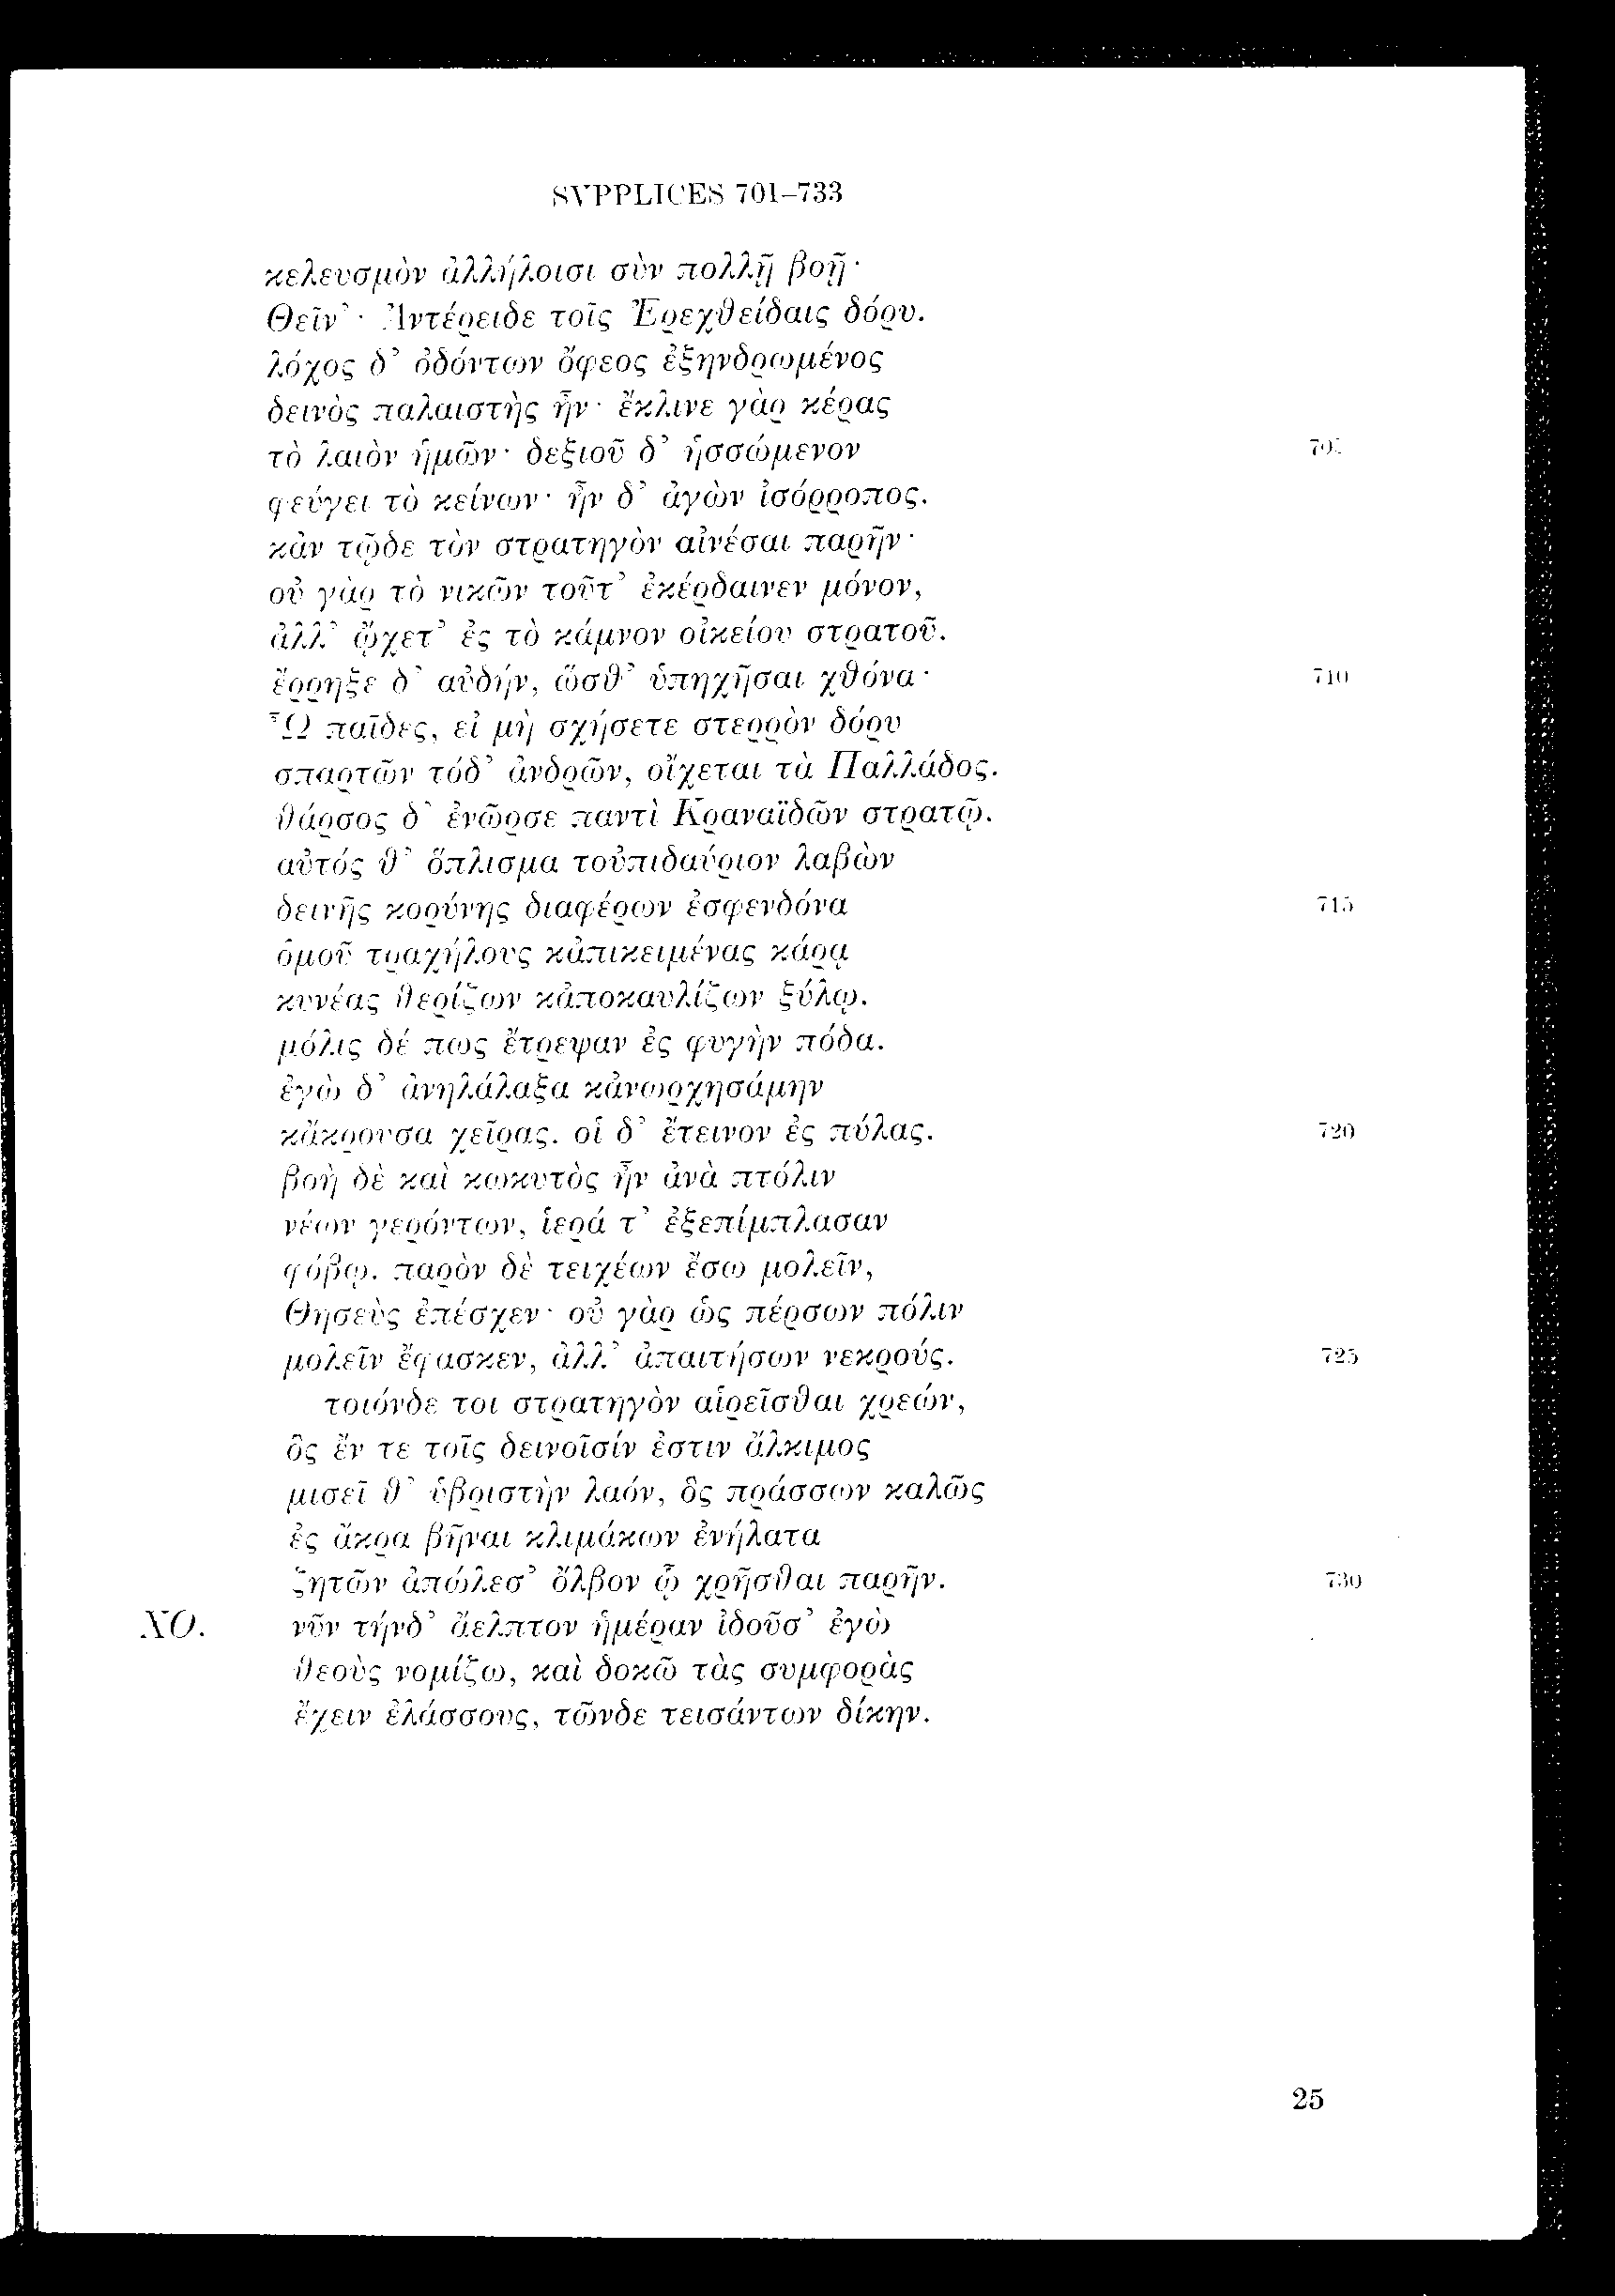 SVPPLICES 701–733
κελευσμὸν ἀλλήλοισι σὺν πολλῇ βοῇ·
Θεῖν’· Ἀντέρειδε τοῖς Ἐρεχθείδαις δόρυ.
λόχος δ’ ὀδόντων ὄφεος ἐξηνδρωμένος
δεινὸς παλαιστὴς ἦν· ἔκλινε γὰρ κέρας
τὸ λαιὸν ἡμῶν· δεξιοῦ δ’ ἡσσώμενον 705
φεύγει τὸ κείνων· ἦν δ’ ἀγὼν ἰσόρροπος.
κἀν τῷδε τὸν στρατηγὸν αἰνέσαι παρῆν·
οὐ γὰρ τὸ νικῶν τοῦτ’ ἐκέρδαινεν μόνον,
ἀλλ’ ᾤχετ’ ἐς τὸ κάμνον οἰκείου στρατοῦ.
ἔρρηξε δ’ αὐδήν, ὥσθ’ ὑπηχῆσαι χθόνα· 710
Ὦ παῖδες, εἰ μὴ σχήσετε στερρὸν δόρυ
σπαρτῶν τόδ’ ἀνδρῶν, οἴχεται τὰ Παλλάδος.
θάρσος δ’ ἐνῶρσε παντὶ Κραναϊδῶν στρατῷ.
αὐτός θ’ ὅπλισμα τοὐπιδαύριον λαβὼν
δεινῆς κορύνης διαφέρων ἐσφενδόνα 715
ὁμοῦ τραχήλους κἀπικειμένας κάρᾳ
κυνέας θερίζων κἀποκαυλίζων ξύλῳ.
μόλις δέ πως ἔτρεψαν ἐς φυγὴν πόδα.
ἐγὼ δ’ ἀνηλάλαξα κἀνωρχησάμην
κἄκρουσα χεῖρας. οἱ δ’ ἔτεινον ἐς πύλας. 720
βοὴ δὲ καὶ κωκυτὸς ἦν ἀνὰ πτόλιν
νέων γερόντων, ἱερά τ’ ἐξεπίμπλασαν
φόβῳ. παρὸν δὲ τειχέων ἔσω μολεῖν,
Θησεὺς ἐπέσχεν· οὐ γὰρ ὡς πέρσων πόλιν
μολεῖν ἔφασκεν, ἀλλ’ ἀπαιτήσων νεκρούς. 725
τοιόνδε τοι στρατηγὸν αἱρεῖσθαι χρεών,
ὃς ἔν τε τοῖς δεινοῖσίν ἐστιν ἄλκιμος
μισεῖ θ’ ὑβριστὴν λαόν, ὃς πράσσων καλῶς
ἐς ἄκρα βῆναι κλιμάκων ἐνήλατα
ζητῶν ἀπώλεσ’ ὄλβον ᾧ χρῆσθαι παρῆν. 730
ΧΟ. νῦν τήνδ’ ἄελπτον ἡμέραν ἰδοῦσ’ ἐγὼ
θεοὺς νομίζω, καὶ δοκῶ τὰς συμφορὰς
ἔχειν ἐλάσσους, τῶνδε τεισάντων δίκην.
25